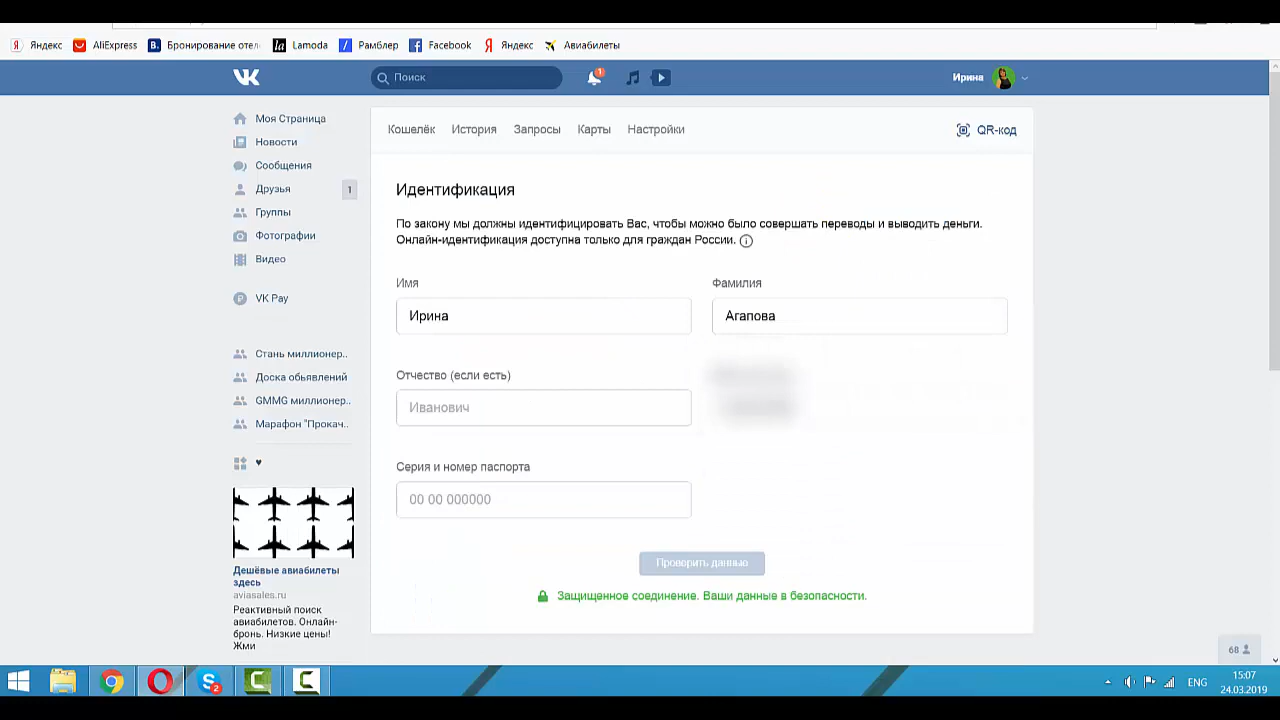 Яндекс AliExpress Бронирование отел Lamoda Рамблер Facebook Яндекс Авиабилеты
Поиск 1 Ирина
Моя Страница
Новости
Сообщения
Друзья 1
Группы
Фотографии
Видео
VK Pay
Стань миллионер..
Доска обьявлений
GMMG миллионер..
Марафон "Прокач..
Дешёвые авиабилеты
здесь
aviasales.ru
Реактивный поиск
авиабилетов. Онлайн-
бронь. Низкие цены!
Жми
Кошелёк История Запросы Карты Настройки QR-код
Идентификация
По закону мы должны идентифицировать Вас, чтобы можно было совершать переводы и выводить деньги.
Онлайн-идентификация доступна только для граждан России.
Имя Фамилия
Ирина Агапова
Отчество (если есть)
Иванович
Серия и номер паспорта
00 00 000000
Проверить данные
Защищенное соединение. Ваши данные в безопасности.
68
2 ENG 15:07
24.03.2019